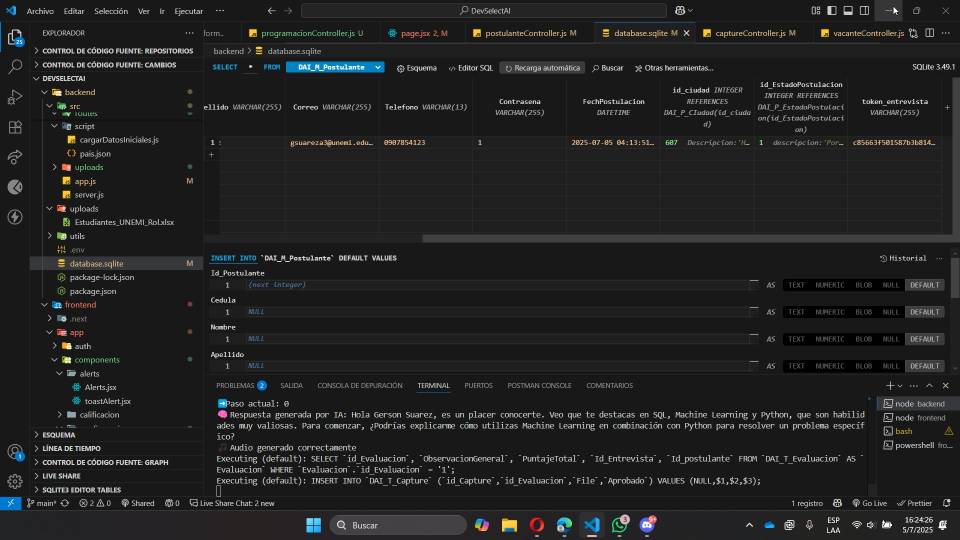 Archivo Editar Selección Ver Ir Ejecutar ···
DevSelectAI
EXPLORADOR ···
programacionController.js U
page.jsx 2, M
postulanteController.js M
database.sqlite M
captureController.js M
vacanteController.js
backend > database.sqlite
SELECT * FROM DAI_M_Postulante
Esquema
Editor SQL
Recarga automática
Buscar
Otras herramientas...
SQLite 3.49.1
CONTROL DE CÓDIGO FUENTE: REPOSITORIOS
CONTROL DE CÓDIGO FUENTE: CAMBIOS
DEVSELECTAI
backend
src
routes
script
cargarDatosIniciales.js
pais.json
uploads
app.js M
server.js
uploads
Estudiantes_UNEMI_Rol.xlsx
utils
.env
database.sqlite M
package-lock.json
package.json
frontend
.next
app
auth
components
alerts
Alerts.jsx
toastAlert.jsx
calificacion
ESQUEMA
LÍNEA DE TIEMPO
CONTROL DE CÓDIGO FUENTE: GRAPH
LIVE SHARE
SQLITE3 EDITOR TABLES
ellido VARCHAR(255)
Correo VARCHAR(255)
Telefono VARCHAR(13)
Contrasena VARCHAR(255)
FechPostulacion DATETIME
id_ciudad INTEGER REFERENCES DAI_P_CIudad(id_ciudad)
id_EstadoPostulacion INTEGER REFERENCES DAI_P_EstadoPostulacion(id_EstadoPostulacion)
token_entrevista VARCHAR(255)
1 gsuareza3@unemi.edu… 0907854123 1 2025-07-05 04:13:51… 607 Descripcion:'M… 1 descripcion:'Por… c85663f501587b3b814…
INSERT INTO `DAI_M_Postulante` DEFAULT VALUES
Historial ···
Id_Postulante
1 (next integer) AS TEXT NUMERIC BLOB NULL DEFAULT
Cedula
1 NULL AS TEXT NUMERIC BLOB NULL DEFAULT
Nombre
1 NULL AS TEXT NUMERIC BLOB NULL DEFAULT
Apellido
1 NULL AS TEXT NUMERIC BLOB NULL DEFAULT
PROBLEMAS 2 SALIDA CONSOLA DE DEPURACIÓN TERMINAL PUERTOS POSTMAN CONSOLE COMENTARIOS
Paso actual: 0
Respuesta generada por IA: Hola Gerson Suarez, es un placer conocerte. Veo que te destacas en SQL, Machine Learning y Python, que son habilid
ades muy valiosas. Para comenzar, ¿Podrías explicarme cómo utilizas Machine Learning en combinación con Python para resolver un problema específ
ico?
Audio generado correctamente
Executing (default): SELECT `id_Evaluacion`, `ObservacionGeneral`, `PuntajeTotal`, `Id_Entrevista`, `Id_postulante` FROM `DAI_T_Evaluacion` AS `
Evaluacion` WHERE `Evaluacion`.`id_Evaluacion` = '1';
Executing (default): INSERT INTO `DAI_T_Capture` (`id_Capture`,`id_Evaluacion`,`File`,`Aprobado`) VALUES (NULL,$1,$2,$3);
node backend
node frontend
bash
powershell fro...
main* 2 0 Shared 0 Live Share Chat: 2 new
1 registro
Go Live
Prettier
Buscar
ESP
LAA
16:24:26
5/7/2025